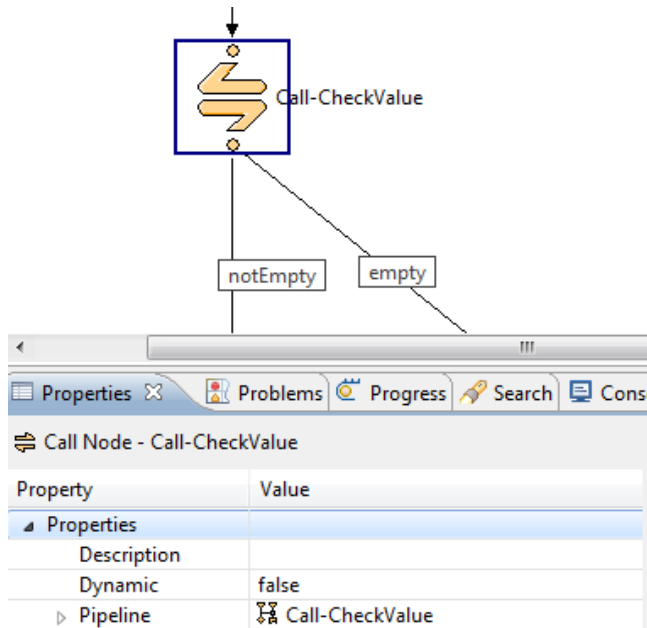 Call-CheckValue
notEmpty empty
Properties Problems Progress Search Cons
Call Node - Call-CheckValue
Property Value
Properties
Description
Dynamic false
Pipeline Call-CheckValue